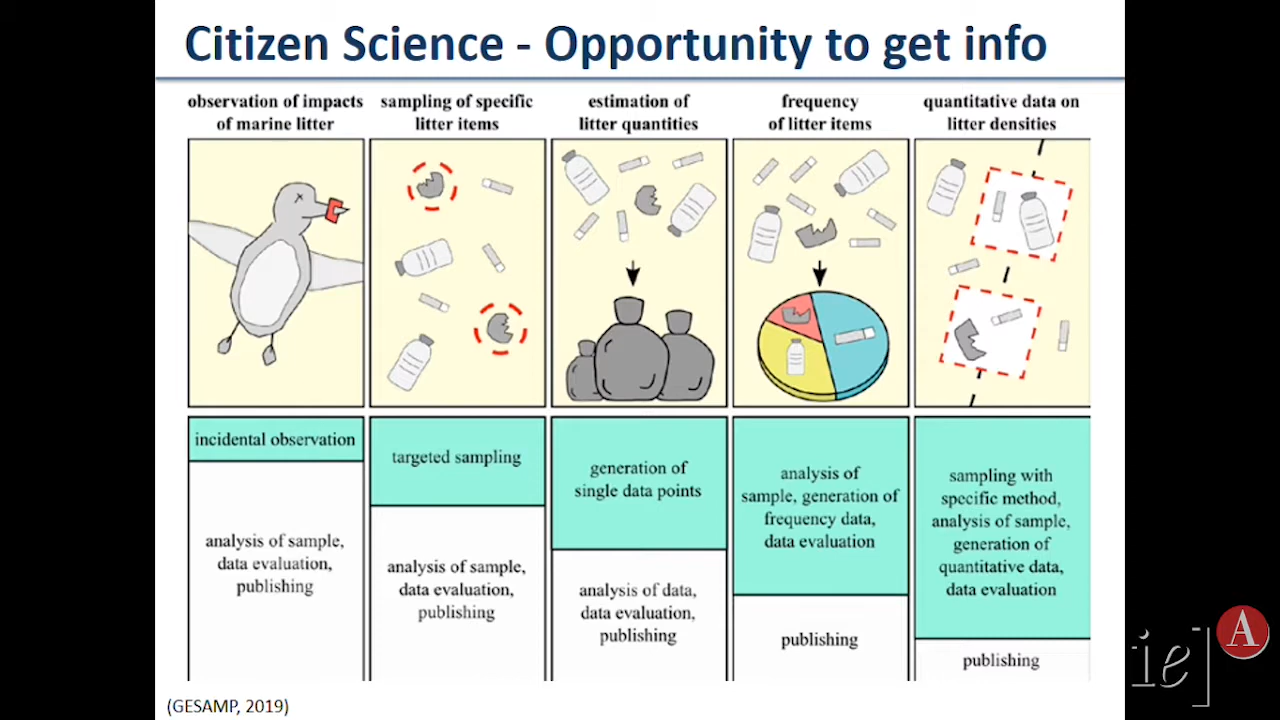 Citizen Science - Opportunity to get info
observation of impacts
of marine litter
sampling of specific
litter items
estimation of
litter quantities
frequency
of litter items
quantitative data on
litter densities
incidental observation
targeted sampling
generation of
single data points
analysis of
sample, generation of
frequency data,
data evaluation
sampling with
specific method,
analysis of sample,
generation of
quantitative data,
data evaluation
analysis of sample,
data evaluation,
publishing
analysis of sample,
data evaluation,
publishing
analysis of data,
data evaluation,
publishing
publishing
publishing
(GESAMP, 2019)
ie]
A